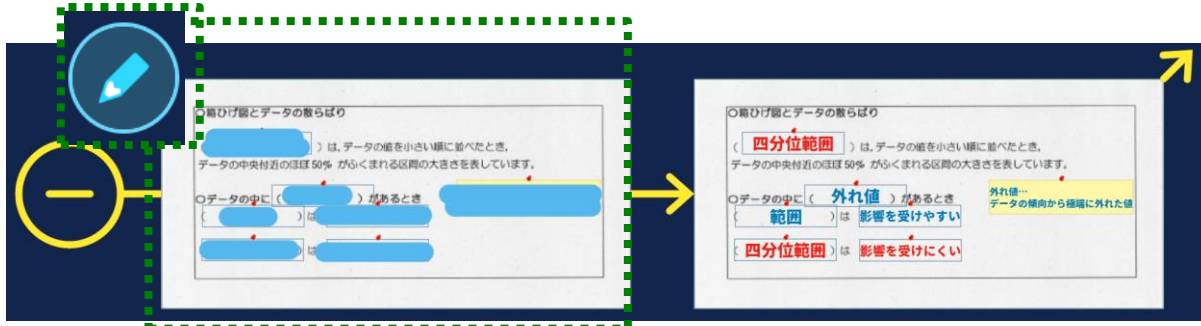 〇箱ひげ図とデータの散らばり
）は，データの値を小さい順に並べたとき，
データの中央付近のほぼ50% がふくまれる区間の大きさを表しています。
〇データの中に（ ）があるとき
（ ）は
（ ）は
〇箱ひげ図とデータの散らばり
（ 四分位範囲 ）は，データの値を小さい順に並べたとき，
データの中央付近のほぼ50% がふくまれる区間の大きさを表しています。
〇データの中に（ 外れ値 ）があるとき
（ 範囲 ）は 影響を受けやすい
（ 四分位範囲 ）は 影響を受けにくい
外れ値…
データの傾向から極端に外れた値